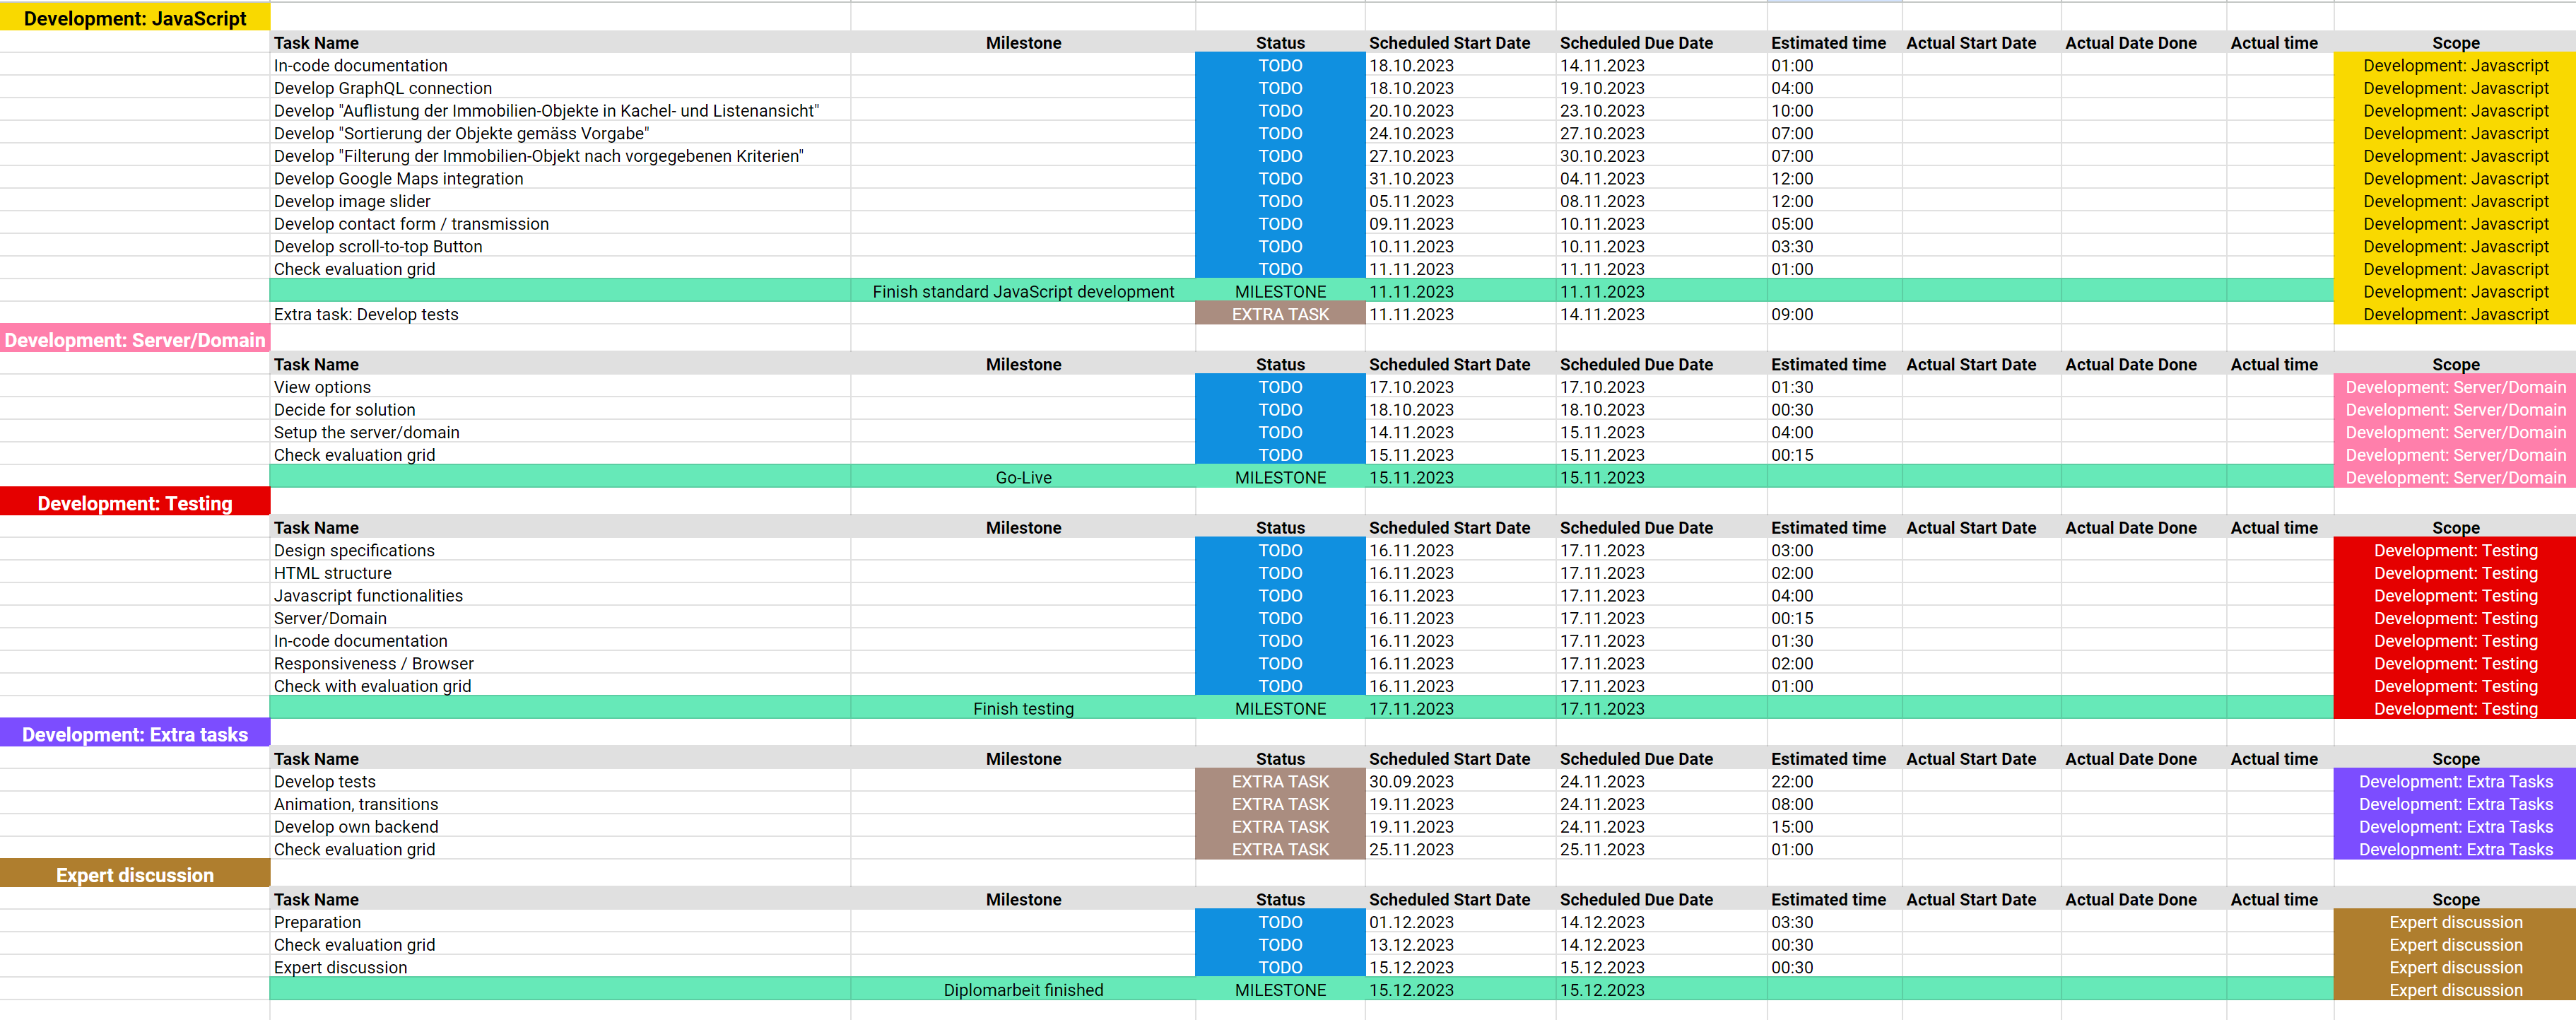 Development: JavaScript
Task Name Milestone Status Scheduled Start Date Scheduled Due Date Estimated time Actual Start Date Actual Date Done Actual time Scope
In-code documentation TODO 18.10.2023 14.11.2023 01:00 Development: Javascript
Develop GraphQL connection TODO 18.10.2023 19.10.2023 04:00 Development: Javascript
Develop "Auflistung der Immobilien-Objekte in Kachel- und Listenansicht" TODO 20.10.2023 23.10.2023 10:00 Development: Javascript
Develop "Sortierung der Objekte gemäss Vorgabe" TODO 24.10.2023 27.10.2023 07:00 Development: Javascript
Develop "Filterung der Immobilien-Objekt nach vorgegebenen Kriterien" TODO 27.10.2023 30.10.2023 07:00 Development: Javascript
Develop Google Maps integration TODO 31.10.2023 04.11.2023 12:00 Development: Javascript
Develop image slider TODO 05.11.2023 08.11.2023 12:00 Development: Javascript
Develop contact form / transmission TODO 09.11.2023 10.11.2023 05:00 Development: Javascript
Develop scroll-to-top Button TODO 10.11.2023 10.11.2023 03:30 Development: Javascript
Check evaluation grid TODO 11.11.2023 11.11.2023 01:00 Development: Javascript
Finish standard JavaScript development MILESTONE 11.11.2023 11.11.2023 Development: Javascript
Extra task: Develop tests EXTRA TASK 11.11.2023 14.11.2023 09:00 Development: Javascript
Development: Server/Domain
Task Name Milestone Status Scheduled Start Date Scheduled Due Date Estimated time Actual Start Date Actual Date Done Actual time Scope
View options TODO 17.10.2023 17.10.2023 01:30 Development: Server/Domain
Decide for solution TODO 18.10.2023 18.10.2023 00:30 Development: Server/Domain
Setup the server/domain TODO 14.11.2023 15.11.2023 04:00 Development: Server/Domain
Check evaluation grid TODO 15.11.2023 15.11.2023 00:15 Development: Server/Domain
Go-Live MILESTONE 15.11.2023 15.11.2023 Development: Server/Domain
Development: Testing
Task Name Milestone Status Scheduled Start Date Scheduled Due Date Estimated time Actual Start Date Actual Date Done Actual time Scope
Design specifications TODO 16.11.2023 17.11.2023 03:00 Development: Testing
HTML structure TODO 16.11.2023 17.11.2023 02:00 Development: Testing
Javascript functionalities TODO 16.11.2023 17.11.2023 04:00 Development: Testing
Server/Domain TODO 16.11.2023 17.11.2023 00:15 Development: Testing
In-code documentation TODO 16.11.2023 17.11.2023 01:30 Development: Testing
Responsiveness / Browser TODO 16.11.2023 17.11.2023 02:00 Development: Testing
Check with evaluation grid TODO 16.11.2023 17.11.2023 01:00 Development: Testing
Finish testing MILESTONE 17.11.2023 17.11.2023 Development: Testing
Development: Extra tasks
Task Name Milestone Status Scheduled Start Date Scheduled Due Date Estimated time Actual Start Date Actual Date Done Actual time Scope
Develop tests EXTRA TASK 30.09.2023 24.11.2023 22:00 Development: Extra Tasks
Animation, transitions EXTRA TASK 19.11.2023 24.11.2023 08:00 Development: Extra Tasks
Develop own backend EXTRA TASK 19.11.2023 24.11.2023 15:00 Development: Extra Tasks
Check evaluation grid EXTRA TASK 25.11.2023 25.11.2023 01:00 Development: Extra Tasks
Expert discussion
Task Name Milestone Status Scheduled Start Date Scheduled Due Date Estimated time Actual Start Date Actual Date Done Actual time Scope
Preparation TODO 01.12.2023 14.12.2023 03:30 Expert discussion
Check evaluation grid TODO 13.12.2023 14.12.2023 00:30 Expert discussion
Expert discussion TODO 15.12.2023 15.12.2023 00:30 Expert discussion
Diplomarbeit finished MILESTONE 15.12.2023 15.12.2023 Expert discussion